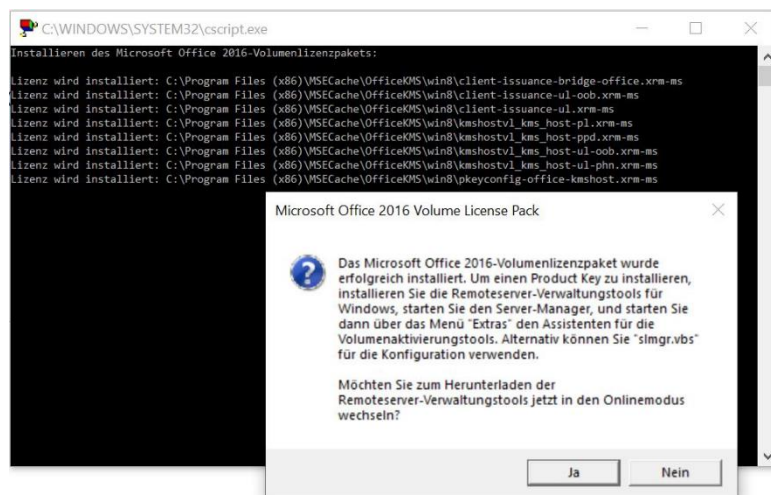 C:\WINDOWS\SYSTEM32\cscript.exe
Installieren des Microsoft Office 2016-Volumenlizenzpakets:
Lizenz wird installiert: C:\Program Files (x86)\MSECache\OfficeKMS\win8\client-issuance-bridge-office.xrm-ms
Lizenz wird installiert: C:\Program Files (x86)\MSECache\OfficeKMS\win8\client-issuance-ul-oob.xrm-ms
Lizenz wird installiert: C:\Program Files (x86)\MSECache\OfficeKMS\win8\client-issuance-ul.xrm-ms
Lizenz wird installiert: C:\Program Files (x86)\MSECache\OfficeKMS\win8\kmshostvl_kms_host-pl.xrm-ms
Lizenz wird installiert: C:\Program Files (x86)\MSECache\OfficeKMS\win8\kmshostvl_kms_host-ppd.xrm-ms
Lizenz wird installiert: C:\Program Files (x86)\MSECache\OfficeKMS\win8\kmshostvl_kms_host-ul-oob.xrm-ms
Lizenz wird installiert: C:\Program Files (x86)\MSECache\OfficeKMS\win8\kmshostvl_kms_host-ul-phn.xrm-ms
Lizenz wird installiert: C:\Program Files (x86)\MSECache\OfficeKMS\win8\pkeyconfig-office-kmshost.xrm-ms
Microsoft Office 2016 Volume License Pack
Das Microsoft Office 2016-Volumenlizenzpaket wurde
erfolgreich installiert. Um einen Product Key zu installieren,
installieren Sie die Remoteserver-Verwaltungstools für
Windows, starten Sie den Server-Manager, und starten Sie
dann über das Menü "Extras" den Assistenten für die
Volumenaktivierungstools. Alternativ können Sie "slmgr.vbs"
für die Konfiguration verwenden.
Möchten Sie zum Herunterladen der
Remoteserver-Verwaltungstools jetzt in den Onlinemodus
wechseln?
Ja
Nein